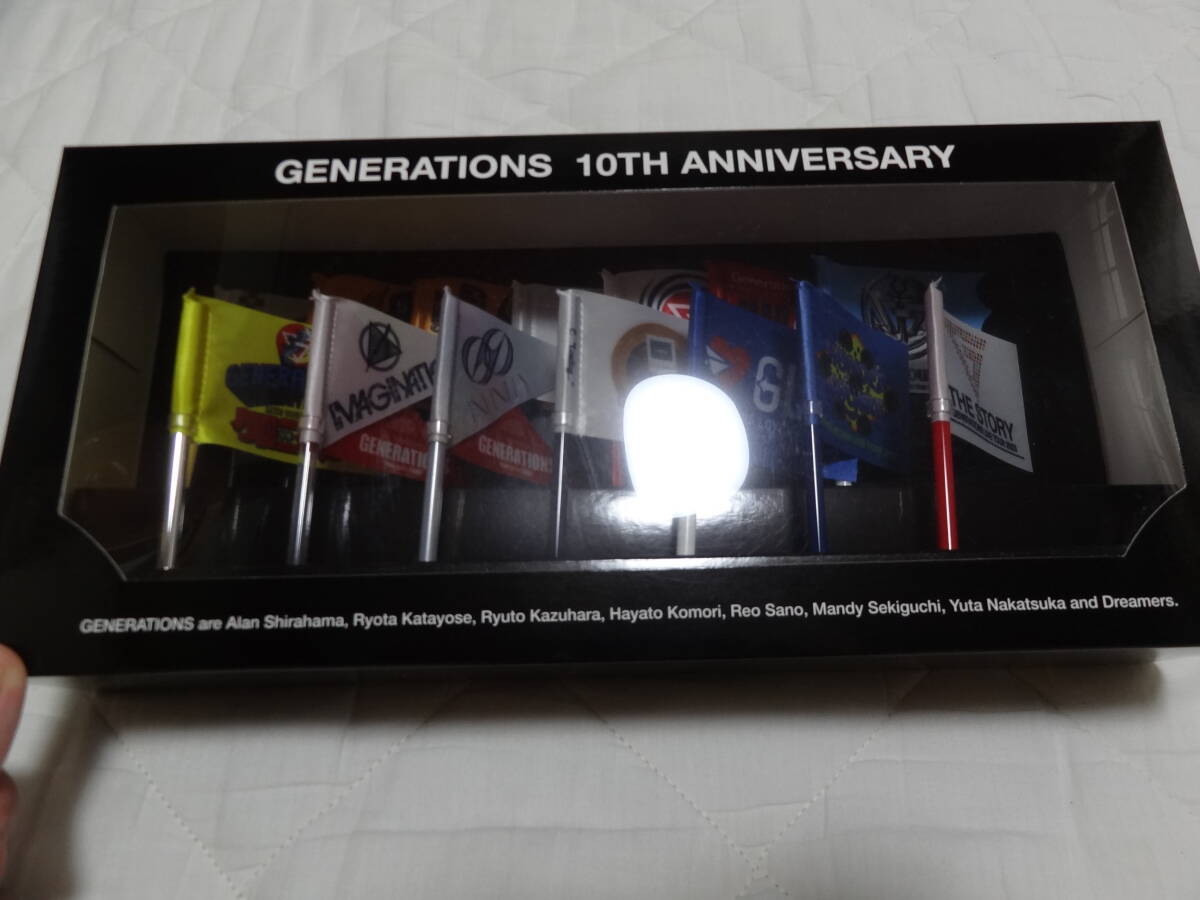 GENERATIONS 10TH ANNIVERSARY
IMAGINATIO
GENERATION
GENERATIONS
THE STORY
GENERATIONS are Alan Shirahama, Ryota Katayose, Ryuto Kazuhara, Hayato Komori, Reo Sano, Mandy Sekiguchi, Yuta Nakatsuka and Dreamers.